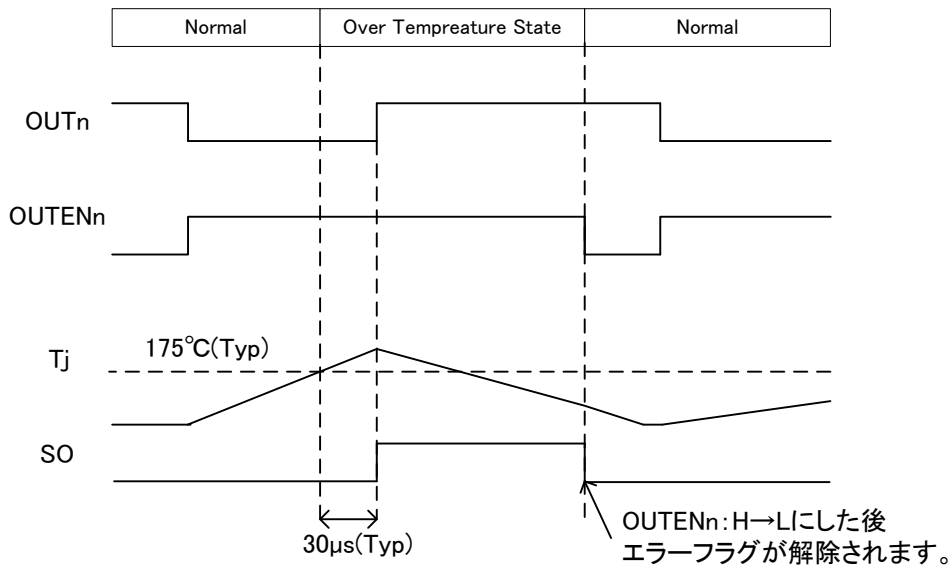 Normal Over Tempreature State Normal
OUTn
OUTENn
175℃(Typ)
Tj
SO
30μs(Typ)
OUTENn:H→Lにした後
エラーフラグが解除されます。